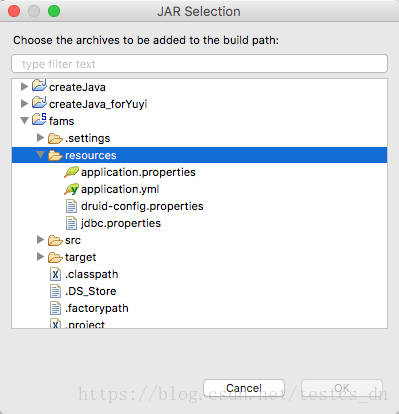 JAR Selection
Choose the archives to be added to the build path:
type filter text
createJava
createJava_forYuyi
fams
.settings
resources
application.properties
application.yml
druid-config.properties
jdbc.properties
src
target
.classpath
.DS_Store
.factorypath
.project
https://blog.csdn.net/testcs_dn
Cancel
OK